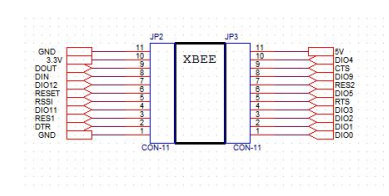 JP2 JP3
GND 11 XBEE 11 5V
3.3V 10 10 DIO4
DOUT 9 9 CTS
DIN 8 8 DIO9
DIO12 7 7 RES2
RESET 6 6 DIO5
RSSI 5 5 RTS
DIO11 4 4 DIO3
RES1 3 3 DIO2
DTR 2 2 DIO1
GND 1 1 DIO0
CON-11 CON-11